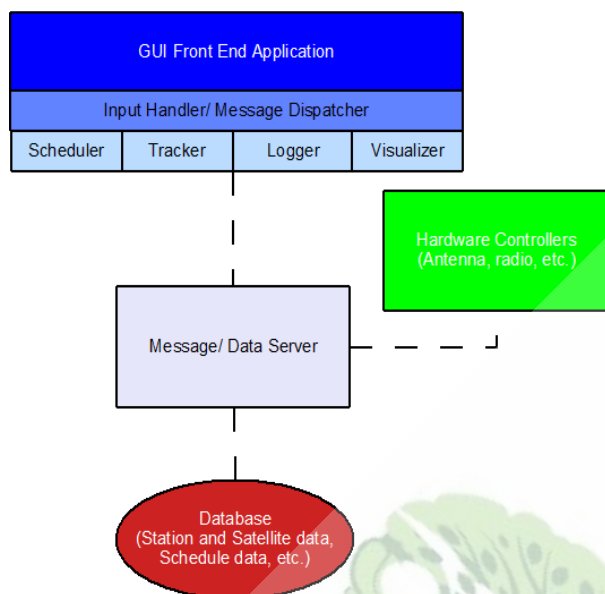 GUI Front End Application
Input Handler/ Message Dispatcher
Scheduler
Tracker
Logger
Visualizer
Hardware Controllers
(Antenna, radio, etc.)
Message/ Data Server
Database
(Station and Satellite data,
Schedule data, etc.)